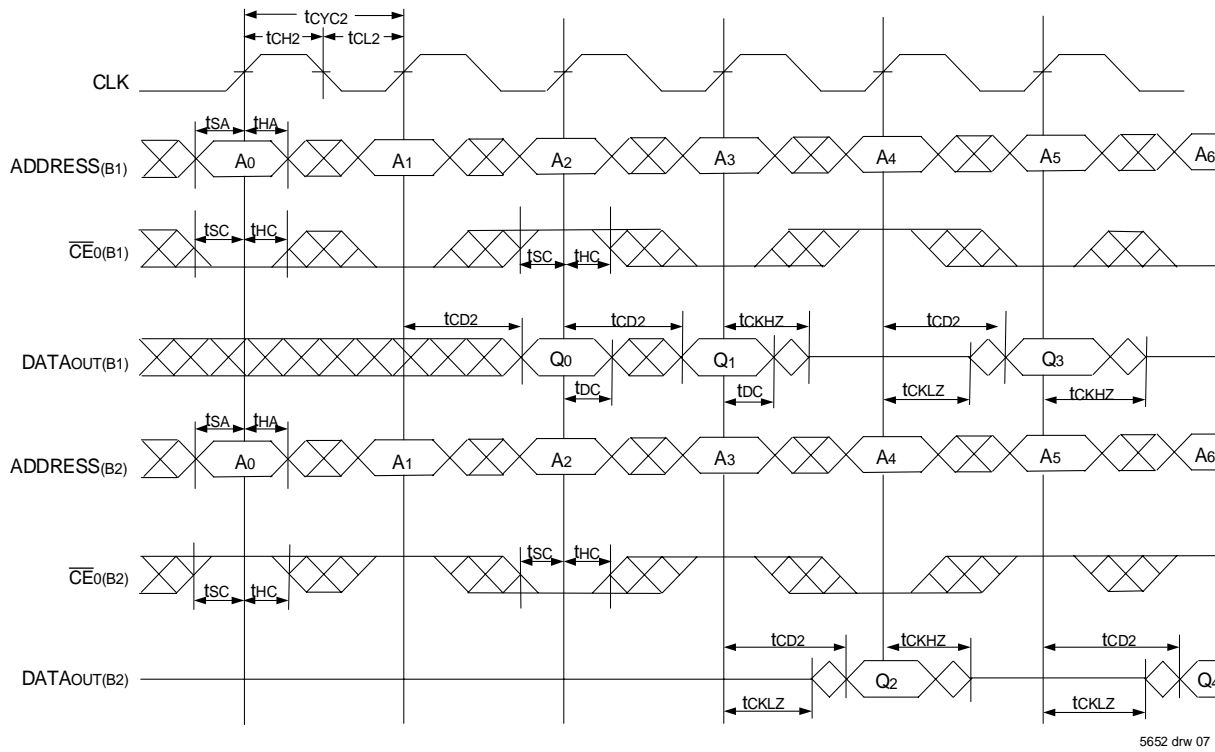 tCYC2
tCH2 tCL2
CLK
tSA tHA
ADDRESS(B1) A0 A1 A2 A3 A4 A5 A6
tSC tHC
CE0(B1)
tSC tHC
tCD2 tCD2 tCKHZ tCD2
DATAOUT(B1) Q0 Q1 Q3
tDC tDC tCKLZ tCKHZ
tSA tHA
ADDRESS(B2) A0 A1 A2 A3 A4 A5 A6
tSC tHC
CE0(B2)
tSC tHC
tCD2 tCKHZ tCD2
DATAOUT(B2) Q2 Q4
tCKLZ tCKLZ
5652 drw 07